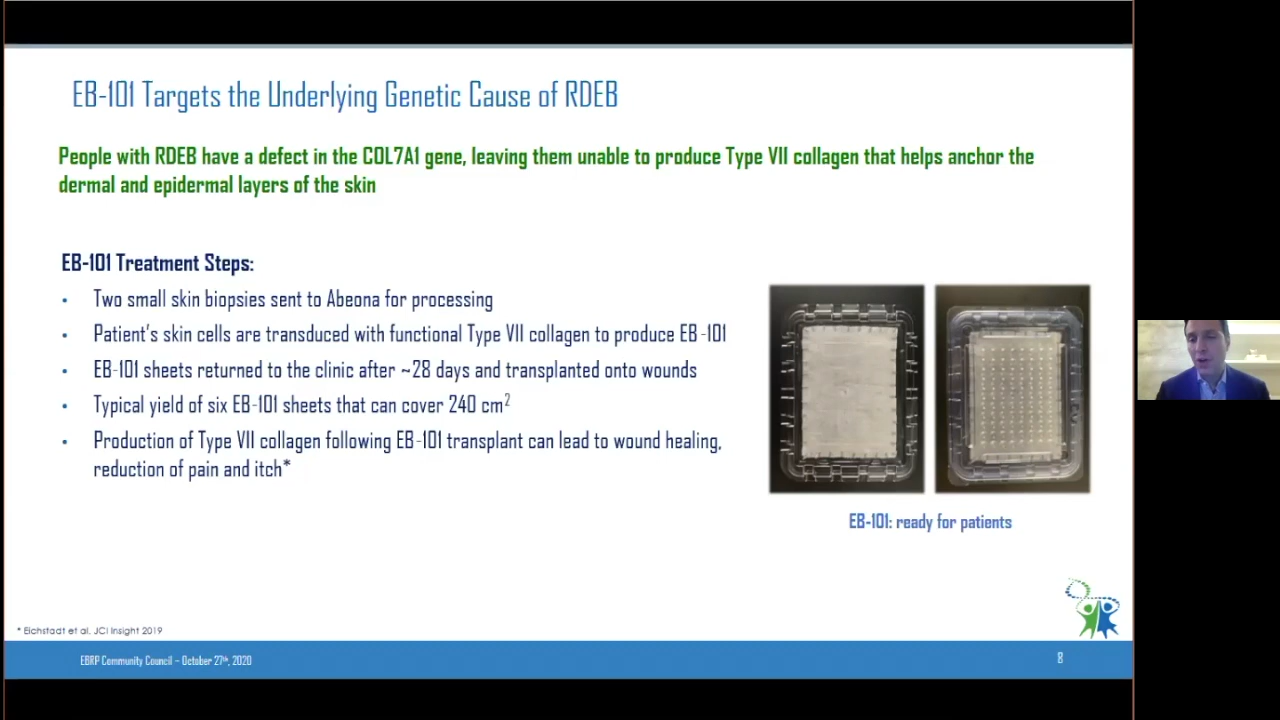 EB-101 Targets the Underlying Genetic Cause of RDEB
People with RDEB have a defect in the COL7A1 gene, leaving them unable to produce Type VII collagen that helps anchor the
dermal and epidermal layers of the skin
EB-101 Treatment Steps:
• Two small skin biopsies sent to Abeona for processing
• Patient's skin cells are transduced with functional Type VII collagen to produce EB-101
• EB-101 sheets returned to the clinic after ~28 days and transplanted onto wounds
• Typical yield of six EB-101 sheets that can cover 240 cm²
• Production of Type VII collagen following EB-101 transplant can lead to wound healing,
reduction of pain and itch*
EB-101: ready for patients
* Eichstadt et al. JCI Insight 2019
EBRP Community Council – October 27th, 2020
8